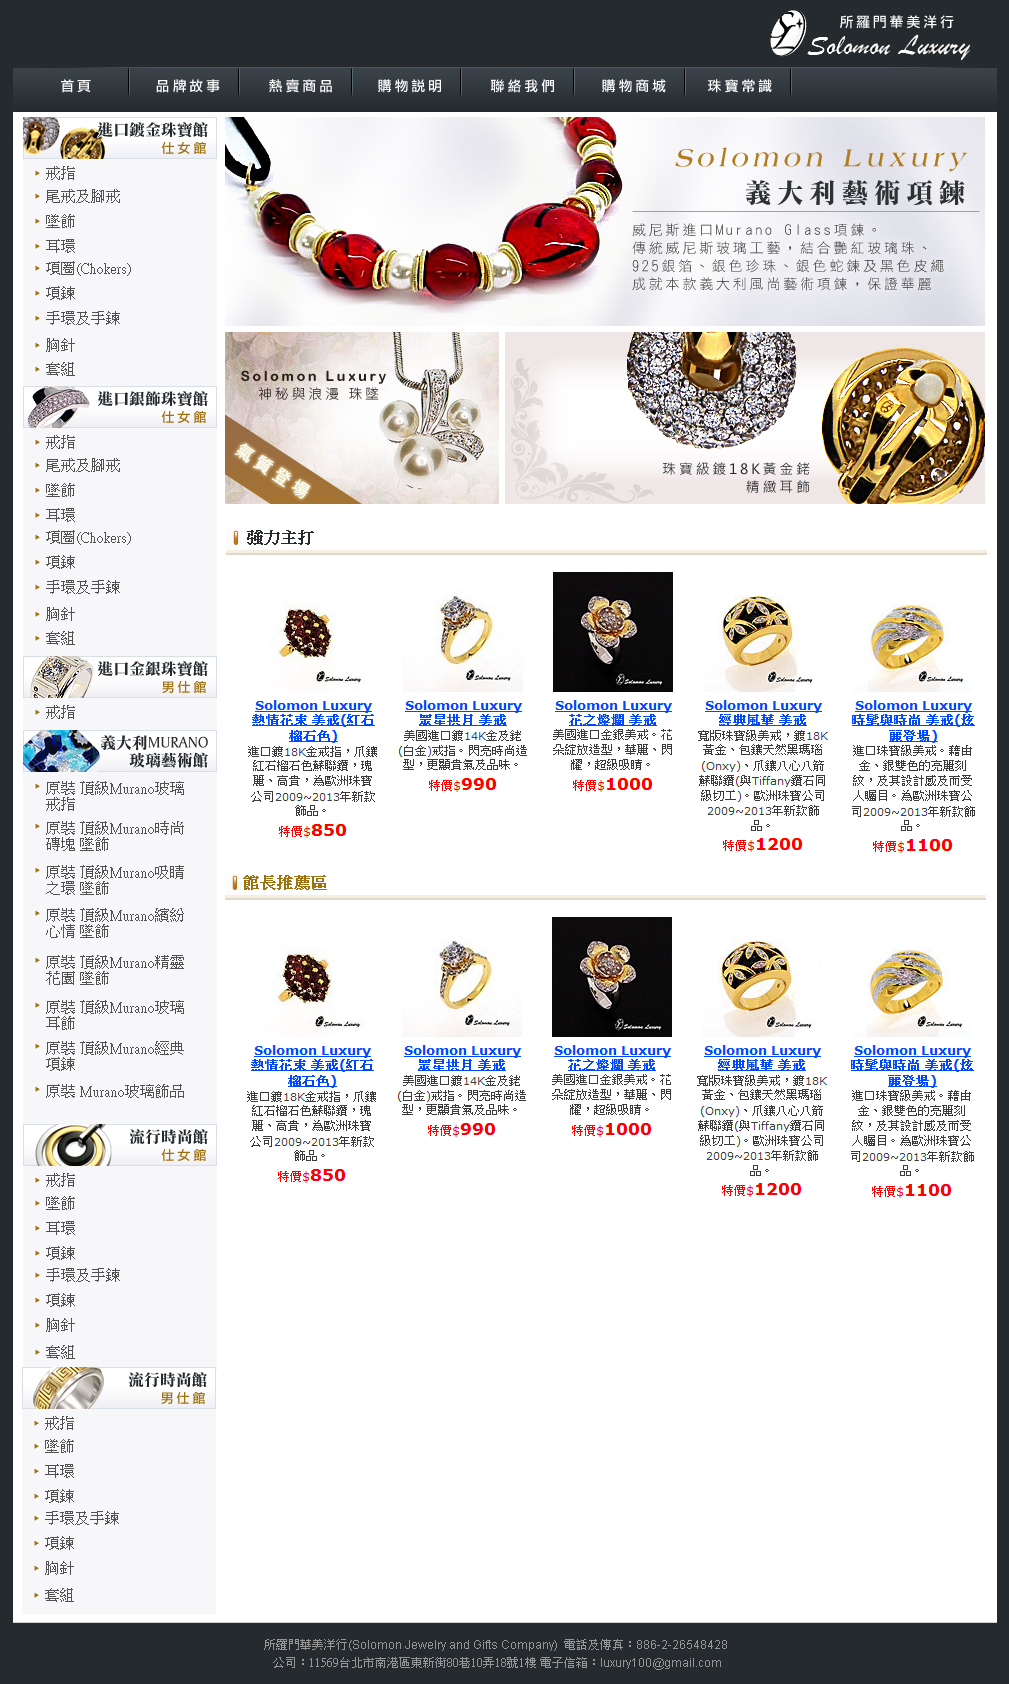 所羅門華美洋行
Solomon Luxury
首頁 品牌故事 熱賣商品 購物説明 聯絡我們 購物商城 珠寶常識
進口鍍金珠寶館
仕女館
戒指
尾戒及腳戒
墜飾
耳環
項圈(Chokers)
項鍊
手環及手鍊
胸針
套組
進口銀飾珠寶館
仕女館
戒指
尾戒及腳戒
墜飾
耳環
項圈(Chokers)
項鍊
手環及手鍊
胸針
套組
進口金銀珠寶館
男仕館
戒指
義大利MURANO
玻璃藝術館
原裝 頂級Murano玻璃
戒指
原裝 頂級Murano時尚
磚塊 墜飾
原裝 頂級Murano吸睛
之環 墜飾
原裝 頂級Murano繽紛
心情 墜飾
原裝 頂級Murano精靈
花園 墜飾
原裝 頂級Murano玻璃
耳飾
原裝 頂級Murano經典
項鍊
原裝 Murano玻璃飾品
流行時尚館
仕女館
戒指
墜飾
耳環
項鍊
手環及手鍊
項鍊
胸針
套組
流行時尚館
男仕館
戒指
墜飾
耳環
項鍊
手環及手鍊
項鍊
胸針
套組
Solomon Luxury
義大利藝術項鍊
威尼斯進口Murano Glass項鍊。
傳統威尼斯玻璃工藝，結合艷紅玻璃珠、
925銀箔、銀色珍珠、銀色蛇鍊及黑色皮繩
成就本款義大利風尚藝術項鍊，保證華麗
Solomon Luxury
神秘與浪漫 珠墜
氣質登場
珠寶級鍍18K黃金銠
精緻耳飾
強力主打
Solomon Luxury
熱情花束 美戒(紅石
榴石色)
進口鍍18K金戒指，爪鑲
紅石榴石色蘇聯鑽，瑰
麗、高貴，為歐洲珠寶
公司2009~2013年新款
飾品。
特價$850
Solomon Luxury
眾星拱月 美戒
美國進口鍍14K金及銠
(白金)戒指。閃亮時尚造
型，更顯貴氣及品味。
特價$990
Solomon Luxury
花之燦爛 美戒
美國進口金銀美戒。花
朵綻放造型，華麗、閃
耀，超級吸睛。
特價$1000
Solomon Luxury
經典風華 美戒
寬版珠寶級美戒，鍍18K
黃金、包鑲天然黑瑪瑙
(Onxy)、爪鑲八心八箭
蘇聯鑽(與Tiffany鑽石同
級切工)。歐洲珠寶公司
2009~2013年新款飾
品。
特價$1200
Solomon Luxury
時髦與時尚 美戒(炫
麗登場)
進口珠寶級美戒。藉由
金、銀雙色的亮麗刻
紋，及其設計感及而受
人矚目。為歐洲珠寶公
司2009~2013年新款飾
品。
特價$1100
館長推薦區
Solomon Luxury
熱情花束 美戒(紅石
榴石色)
進口鍍18K金戒指，爪鑲
紅石榴石色蘇聯鑽，瑰
麗、高貴，為歐洲珠寶
公司2009~2013年新款
飾品。
特價$850
Solomon Luxury
眾星拱月 美戒
美國進口鍍14K金及銠
(白金)戒指。閃亮時尚造
型，更顯貴氣及品味。
特價$990
Solomon Luxury
花之燦爛 美戒
美國進口金銀美戒。花
朵綻放造型，華麗、閃
耀，超級吸睛。
特價$1000
Solomon Luxury
經典風華 美戒
寬版珠寶級美戒，鍍18K
黃金、包鑲天然黑瑪瑙
(Onxy)、爪鑲八心八箭
蘇聯鑽(與Tiffany鑽石同
級切工)。歐洲珠寶公司
2009~2013年新款飾
品。
特價$1200
Solomon Luxury
時髦與時尚 美戒(炫
麗登場)
進口珠寶級美戒。藉由
金、銀雙色的亮麗刻
紋，及其設計感及而受
人矚目。為歐洲珠寶公
司2009~2013年新款飾
品。
特價$1100
所羅門華美洋行(Solomon Jewelry and Gifts Company) 電話及傳真：886-2-26548428
公司：11569台北市南港區東新街80巷10弄18號1樓 電子信箱：luxury100@gmail.com